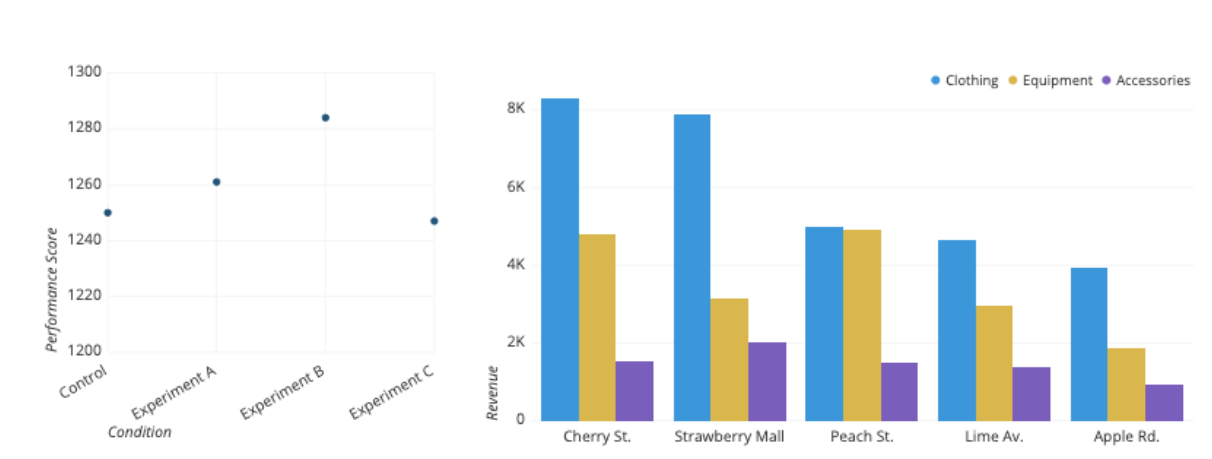 1300
1280
1260
1240
1220
1200
Performance Score
Control
Experiment A
Experiment B
Experiment C
Condition
Clothing Equipment Accessories
8K
6K
4K
2K
0
Revenue
Cherry St.
Strawberry Mall
Peach St.
Lime Av.
Apple Rd.